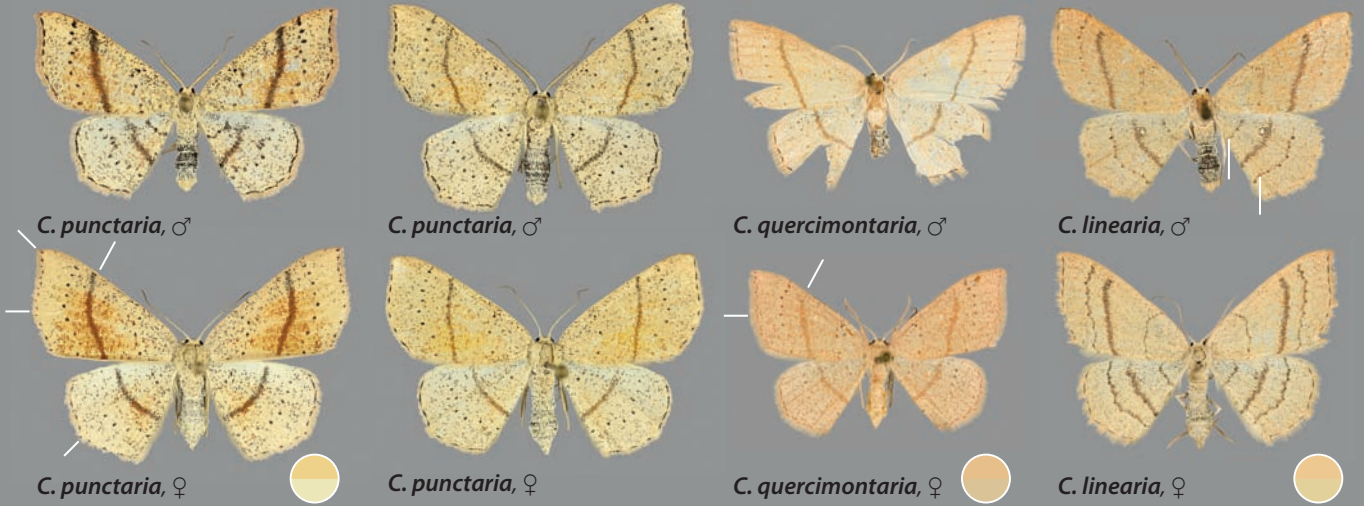 C. punctaria, ♂
C. punctaria, ♂
C. quercimontaria, ♂
C. linearia, ♂
C. punctaria, ♀
C. punctaria, ♀
C. quercimontaria, ♀
C. linearia, ♀